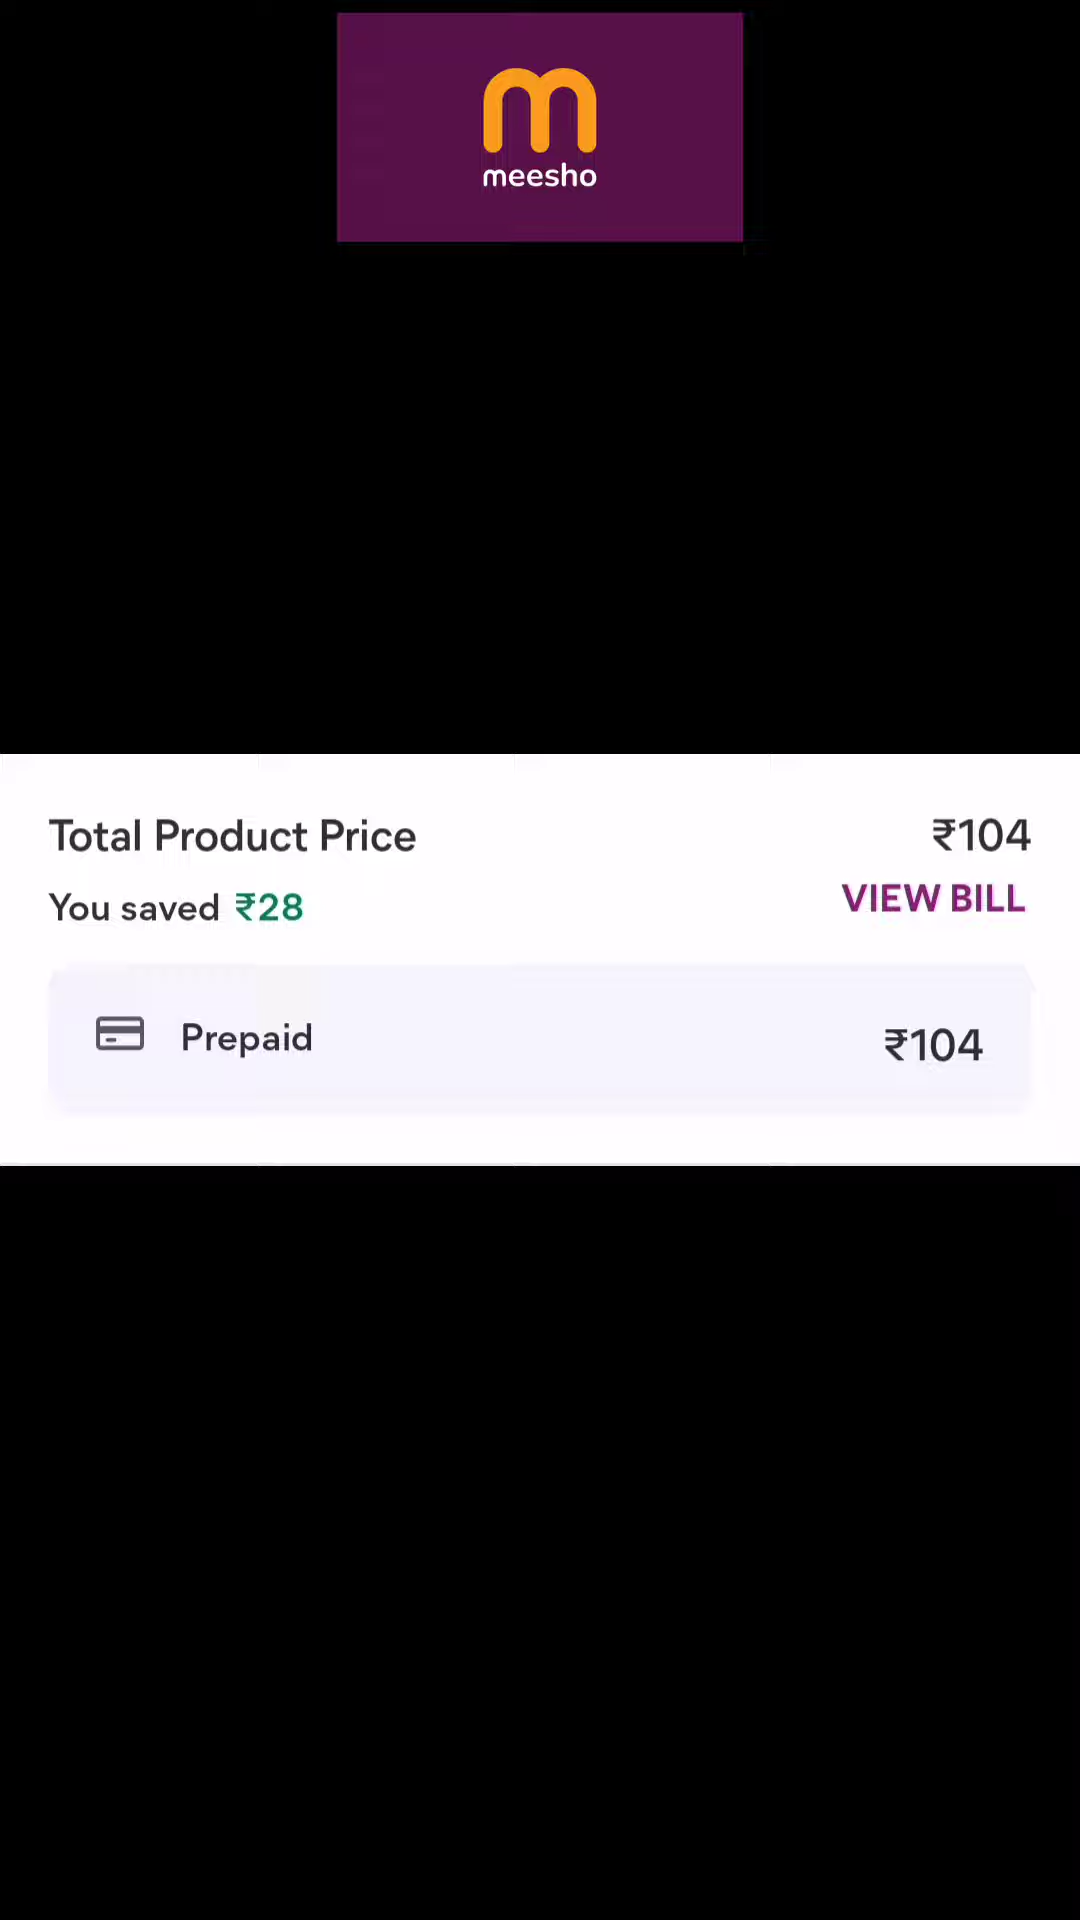 meesho
Total Product Price ₹104
You saved ₹28 VIEW BILL
Prepaid ₹104